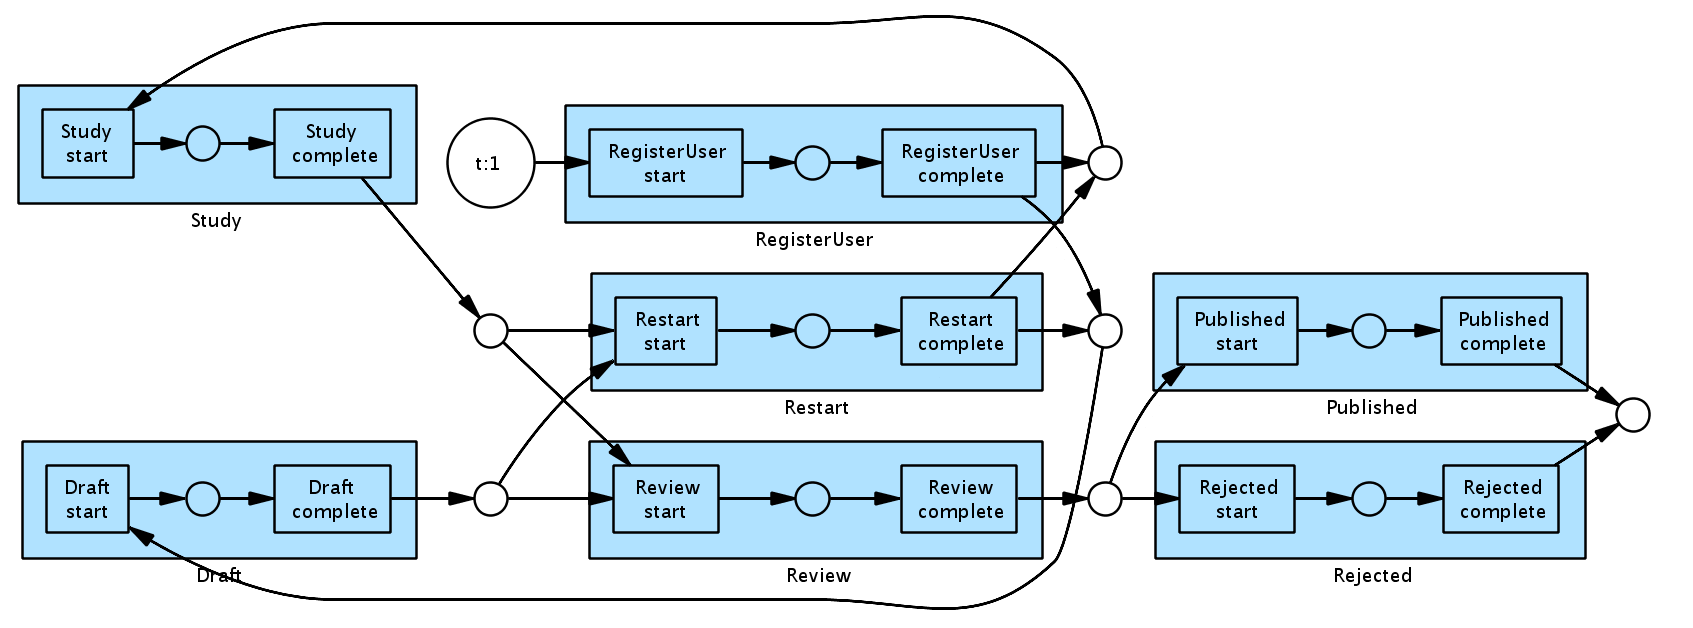 Study
start
Study
complete
Study
t:1
RegisterUser
start
RegisterUser
complete
RegisterUser
Restart
start
Restart
complete
Restart
Published
start
Published
complete
Published
Draft
start
Draft
complete
Draft
Review
start
Review
complete
Review
Rejected
start
Rejected
complete
Rejected